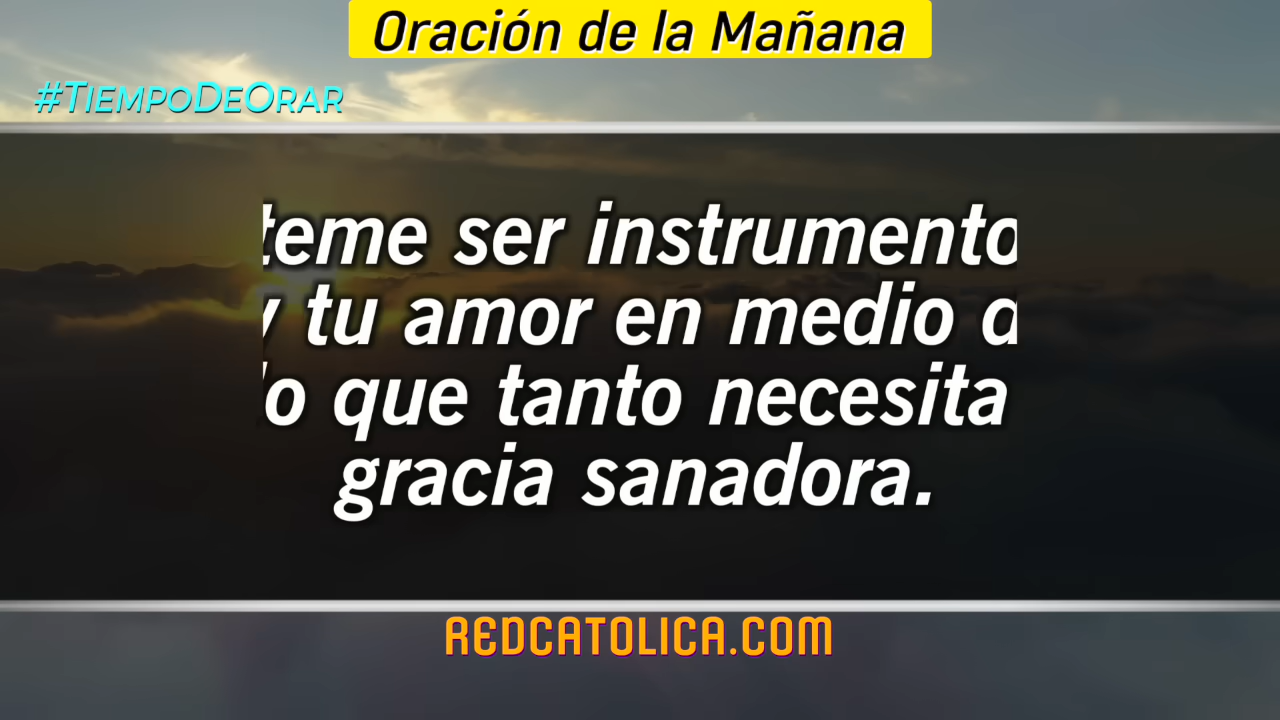 Oración de la Mañana
#TiempoDeOrar
teme ser instrumento
y tu amor en medio d
lo que tanto necesita
gracia sanadora.
REDCATOLICA.COM